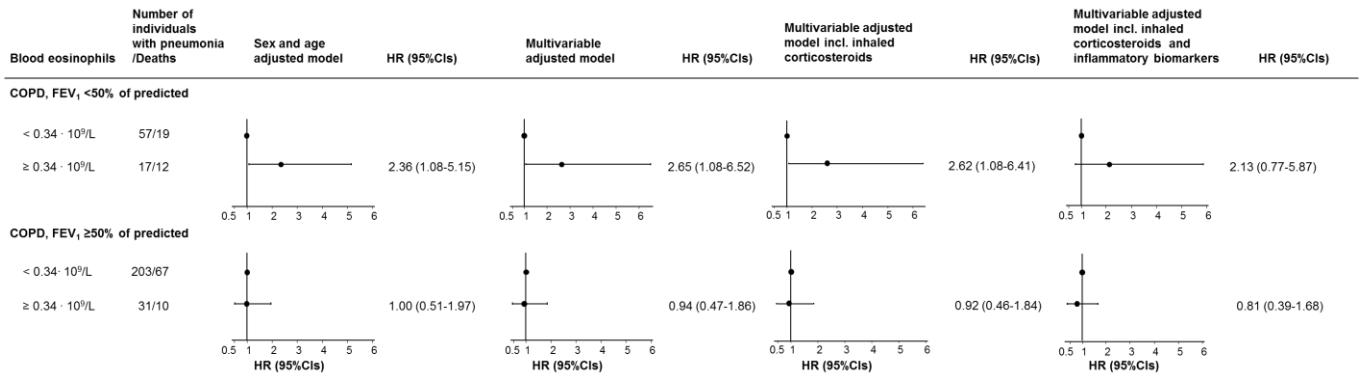 Blood eosinophils
Number of
individuals
with pneumonia
/Deaths
Sex and age
adjusted model
HR (95%CIs)
Multivariable
adjusted model
HR (95%CIs)
Multivariable adjusted
model incl. inhaled
corticosteroids
HR (95%CIs)
Multivariable adjusted
model incl. inhaled
corticosteroids and
inflammatory biomarkers
HR (95%CIs)
COPD, FEV₁ <50% of predicted
< 0.34 · 10⁹/L 57/19
≥ 0.34 · 10⁹/L 17/12 2.36 (1.08-5.15) 2.65 (1.08-6.52) 2.62 (1.08-6.41) 2.13 (0.77-5.87)
0.5 1 2 3 4 5 6 0.5 1 2 3 4 5 6 0.5 1 2 3 4 5 6 0.5 1 2 3 4 5 6
COPD, FEV₁ ≥50% of predicted
< 0.34· 10⁹/L 203/67
≥ 0.34 · 10⁹/L 31/10 1.00 (0.51-1.97) 0.94 (0.47-1.86) 0.92 (0.46-1.84) 0.81 (0.39-1.68)
0.5 1 2 3 4 5 6 0.5 1 2 3 4 5 6 0.5 1 2 3 4 5 6 0.5 1 2 3 4 5 6
HR (95%CIs) HR (95%CIs) HR (95%CIs) HR (95%CIs)